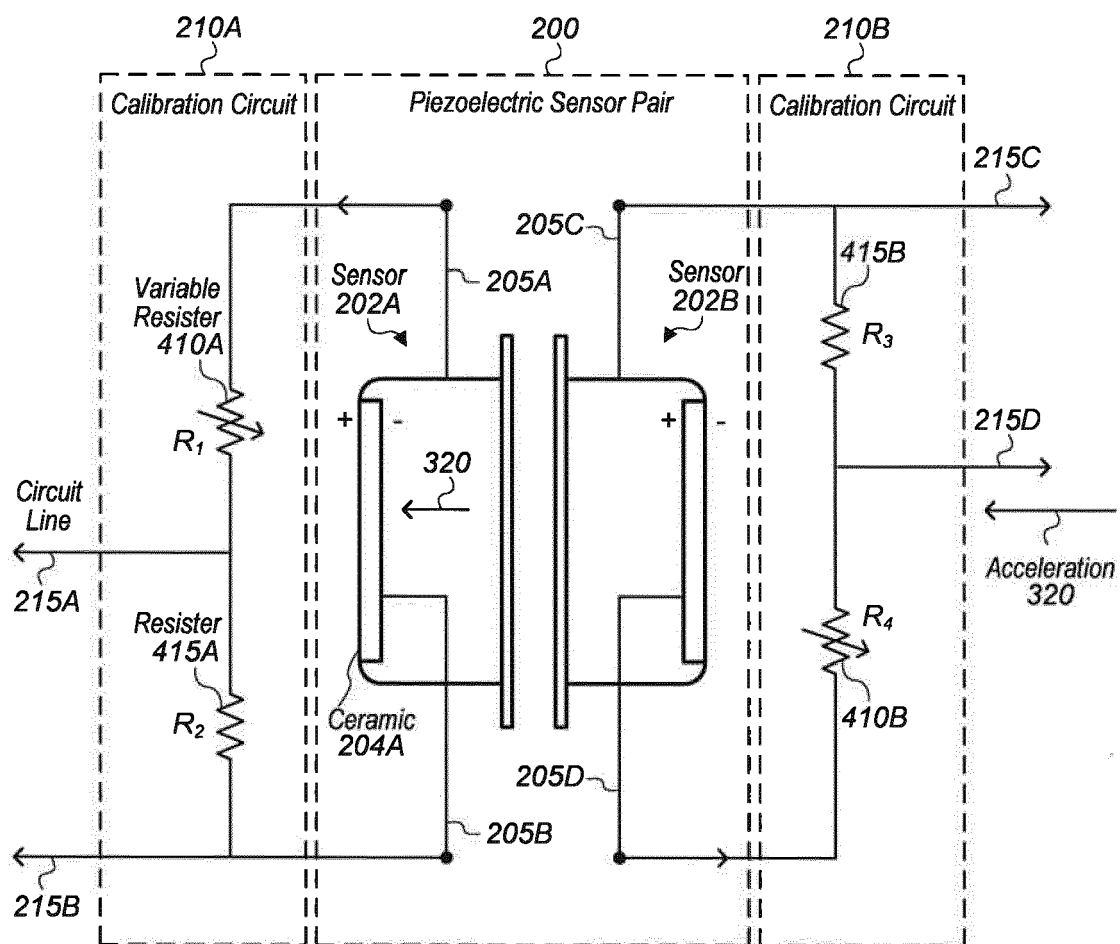 210A
200
210B
Calibration Circuit
Piezoelectric Sensor Pair
Calibration Circuit
215C
205C
415B
Sensor
202A
205A
Sensor
202B
Variable
Resister
410A
R3
+ -
+ -
R1
215D
320
Circuit
Line
Acceleration
320
215A
Resister
415A
R4
R2
Ceramic
204A
410B
205D
205B
215B